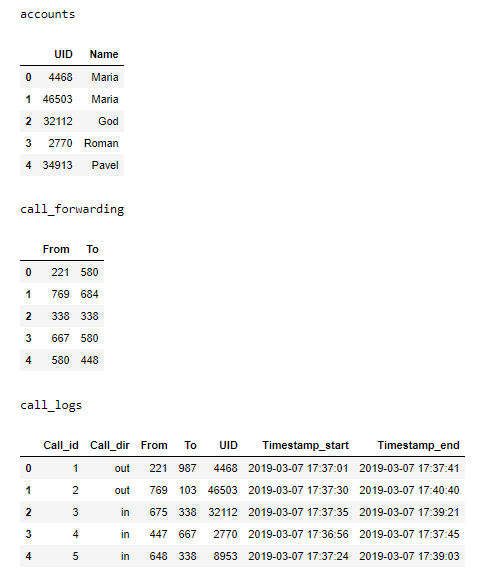 accounts
UID Name
0 4468 Maria
1 46503 Maria
2 32112 God
3 2770 Roman
4 34913 Pavel
call_forwarding
From To
0 221 580
1 769 684
2 338 338
3 667 580
4 580 448
call_logs
Call_id Call_dir From To UID Timestamp_start Timestamp_end
0 1 out 221 987 4468 2019-03-07 17:37:01 2019-03-07 17:37:41
1 2 out 769 103 46503 2019-03-07 17:37:30 2019-03-07 17:40:40
2 3 in 675 338 32112 2019-03-07 17:37:35 2019-03-07 17:39:21
3 4 in 447 667 2770 2019-03-07 17:36:56 2019-03-07 17:37:45
4 5 in 648 338 8953 2019-03-07 17:37:24 2019-03-07 17:39:03